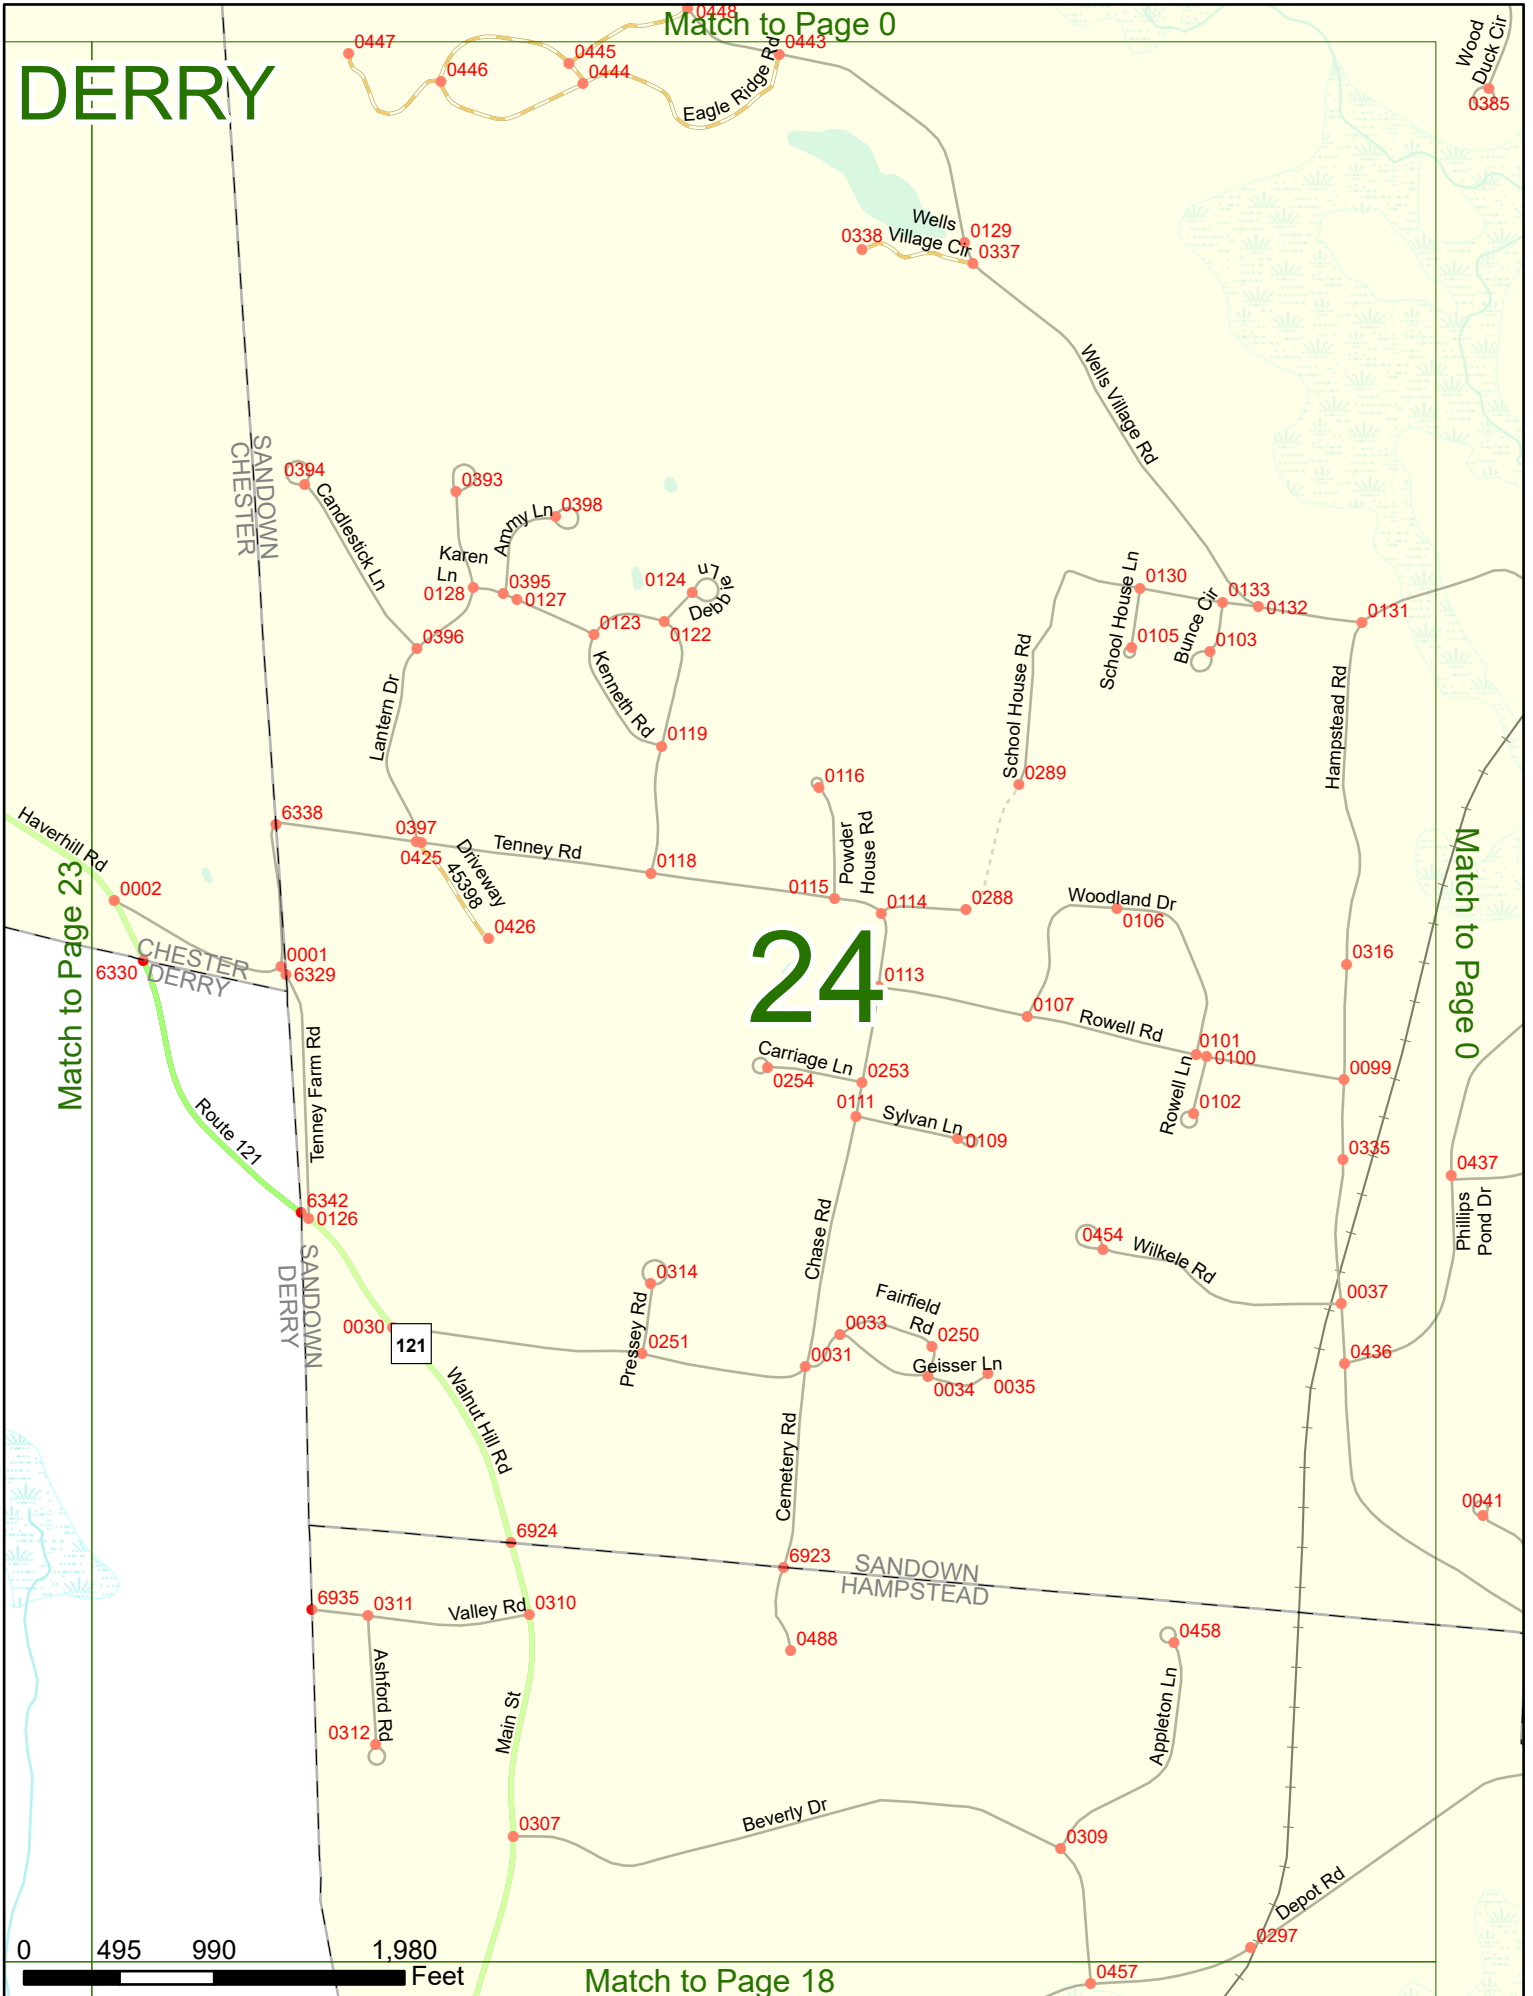 0448
Match to Page 0
0447
0445
0443
0446
0444
Eagle Ridge Rd
Wood
Duck Cir
0385
DERRY
Wells
Village Cir
0129
0338
0337
Wells Village Rd
SANDOWN
CHESTER
0394
Candlestick Ln
0393
Ammy Ln
0398
Karen
Ln
0128
0395
0127
0124
Debbie Ln
0123
0122
0396
Kenneth Rd
Lantern Dr
0119
School House Ln
0130
Bunce Cir
0133
0132
0131
0105
0103
School House Rd
Hampstead Rd
0289
0116
Powder
House Rd
Haverhill Rd
6338
0397
0425
Tenney Rd
Driveway
45398
0426
0118
0115
0114
0288
Woodland Dr
0106
0002
Match to Page 23
CHESTER
DERRY
6330
0001
6329
24
0113
0107
Rowell Rd
0101
0100
0316
Match to Page 0
0099
Carriage Ln
0254
0253
0111
Sylvan Ln
0109
Rowell Ln
0102
Tenney Farm Rd
Route 121
0335
0437
Phillips
Pond Dr
6342
0126
SANDOWN
DERRY
Chase Rd
0454
Wilkele Rd
0037
0314
Pressey Rd
0030
121
0251
Fairfield
Rd
0033
0250
0031
Geisser Ln
0034
0035
0436
Walnut Hill Rd
Cemetery Rd
0041
6924
6923
SANDOWN
HAMPSTEAD
6935
0311
Valley Rd
0310
0488
0458
Ashford Rd
0312
Main St
Appleton Ln
0307
Beverly Dr
0309
Depot Rd
0297
0 495 990 1,980
Feet
Match to Page 18
0457